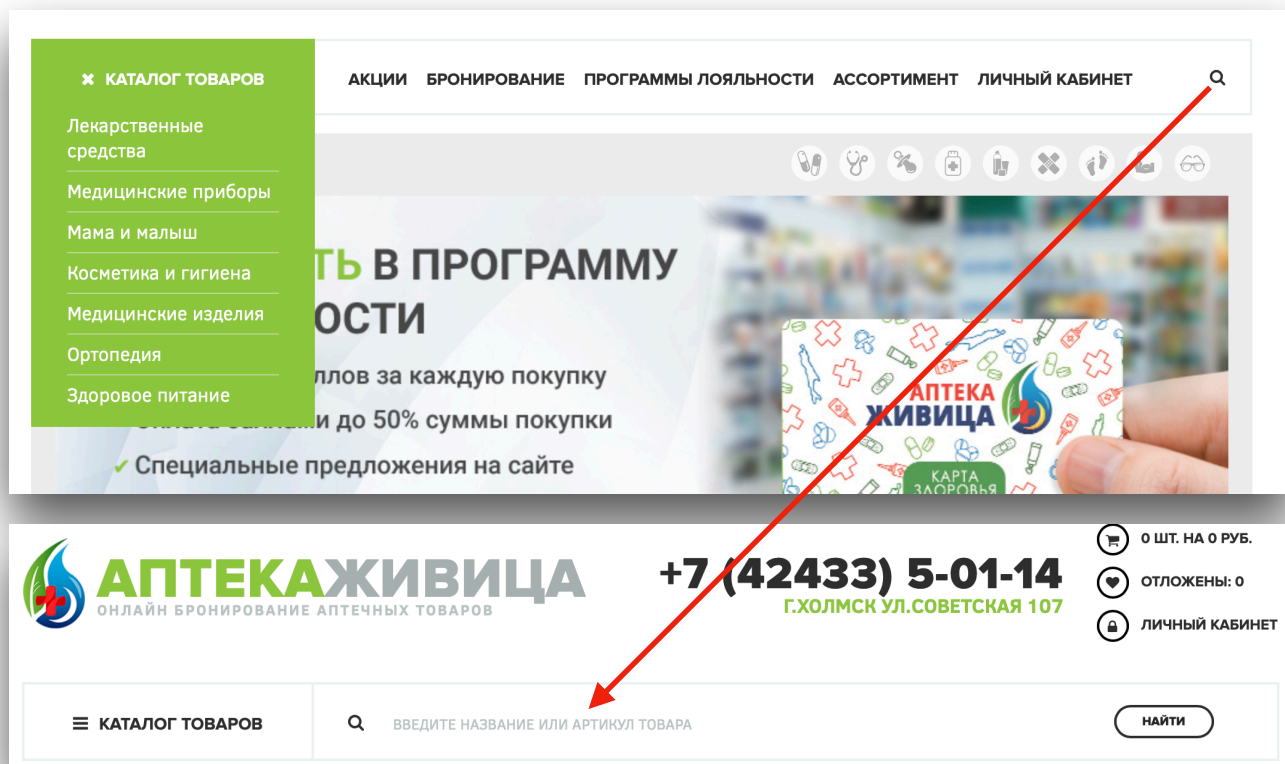 КАТАЛОГ ТОВАРОВ
АКЦИИ БРОНИРОВАНИЕ ПРОГРАММЫ ЛОЯЛЬНОСТИ АССОРТИМЕНТ ЛИЧНЫЙ КАБИНЕТ
Лекарственные
средства
Медицинские приборы
Мама и малыш
Косметика и гигиена
Медицинские изделия
Ортопедия
Здоровое питание
ТЬ В ПРОГРАММУ
ОСТИ
ллов за каждую покупку
и до 50% суммы покупки
✓ Специальные предложения на сайте
АПТЕКА
ЖИВИЦА
КАРТА
ЗДОРОВЬЯ
АПТЕКАЖИВИЦА
ОНЛАЙН БРОНИРОВАНИЕ АПТЕЧНЫХ ТОВАРОВ
+7 (42433) 5-01-14
Г.ХОЛМСК УЛ.СОВЕТСКАЯ 107
0 ШТ. НА 0 РУБ.
ОТЛОЖЕНЫ: 0
ЛИЧНЫЙ КАБИНЕТ
КАТАЛОГ ТОВАРОВ
ВВЕДИТЕ НАЗВАНИЕ ИЛИ АРТИКУЛ ТОВАРА
НАЙТИ